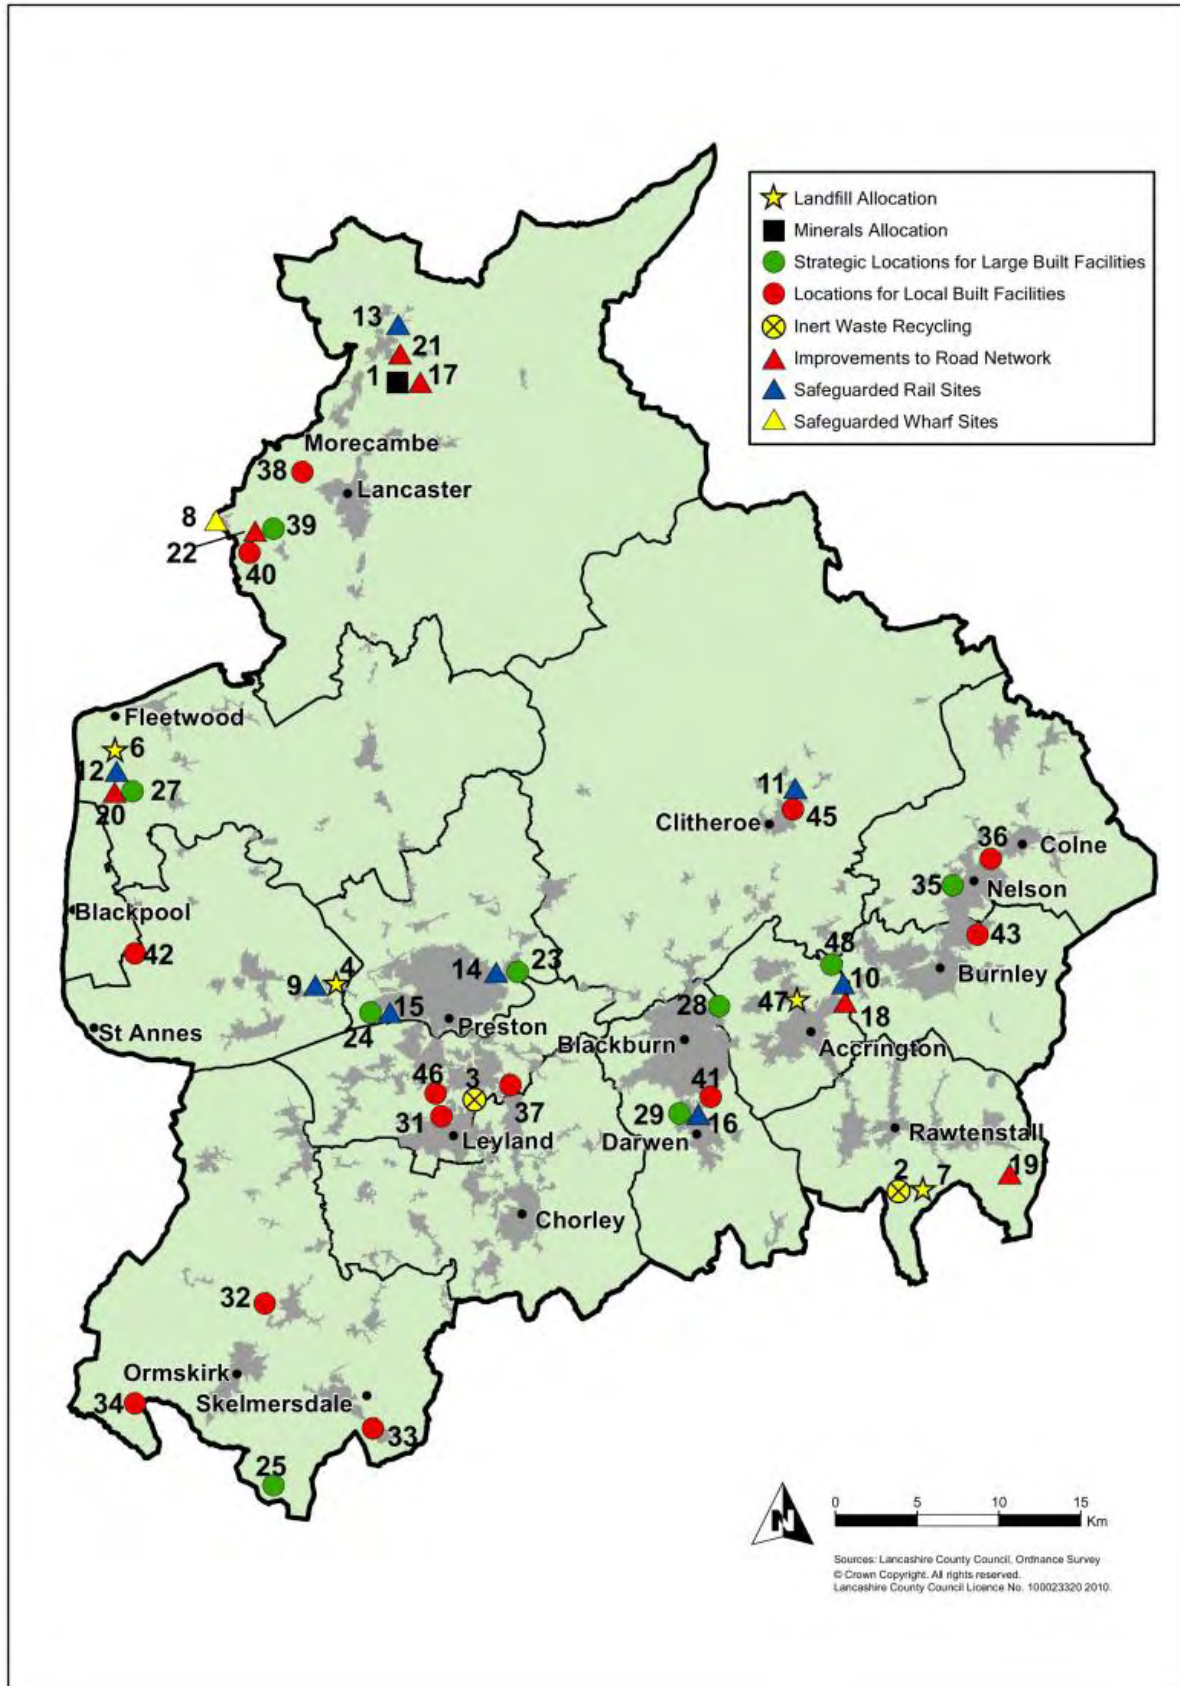 Landfill Allocation
Minerals Allocation
Strategic Locations for Large Built Facilities
Locations for Local Built Facilities
Inert Waste Recycling
Improvements to Road Network
Safeguarded Rail Sites
Safeguarded Wharf Sites
13
21
1
17
Morecambe
38
Lancaster
8
39
22
40
Fleetwood
6
12
27
20
11
Clitheroe
45
36
Colne
35
Nelson
Blackpool
42
43
48
Burnley
9
4
14
23
10
47
18
28
24
15
Preston
St Annes
Blackburn
Accrington
46
3
37
41
31
29
16
Leyland
Darwen
Rawtenstall
2
7
19
Chorley
32
Ormskirk
Skelmersdale
34
33
25
N
0 5 10 15
Km
Sources: Lancashire County Council, Ordnance Survey
© Crown Copyright. All rights reserved.
Lancashire County Council Licence No. 100023320 2010.